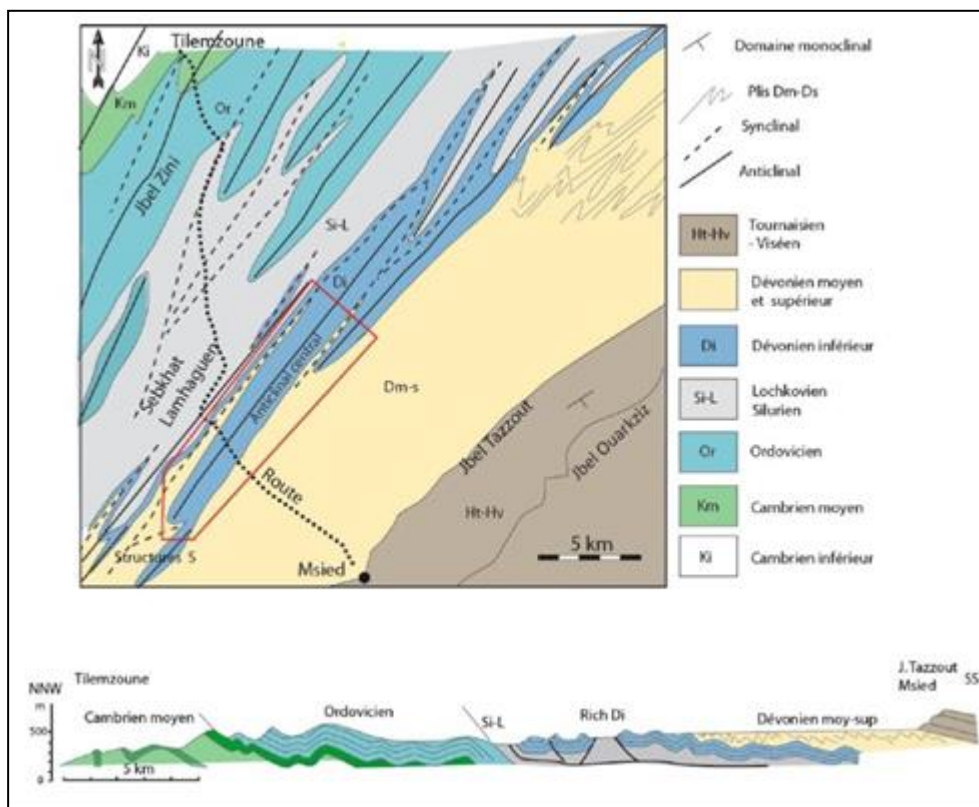 Tilemzoune
Ki
Km
Or
Jbel Zini
Si-L
Di
Sebkhat
Lamhaguen
Anticlinal central
Dm-s
Jbel Tazzout
Jbel Ouarkziz
Route
Ht-Hv
Structures S
Msied
5 km
Domaine monoclinal
Plis Dm-Ds
Synclinal
Anticlinal
Ht-Hv
Tournaisien
- Viséen
Dévonien moyen
et supérieur
Di
Dévonien inférieur
Si-L
Lochkovien
Silurien
Or
Ordovicien
Km
Cambrien moyen
Ki
Cambrien inférieur
Tilemzoune
NNW
m
500
0
Cambrien moyen
5 km
Ordovicien
Si-L
Rich Di
Dévonien moy-sup
J.Tazzout
Msied
SS